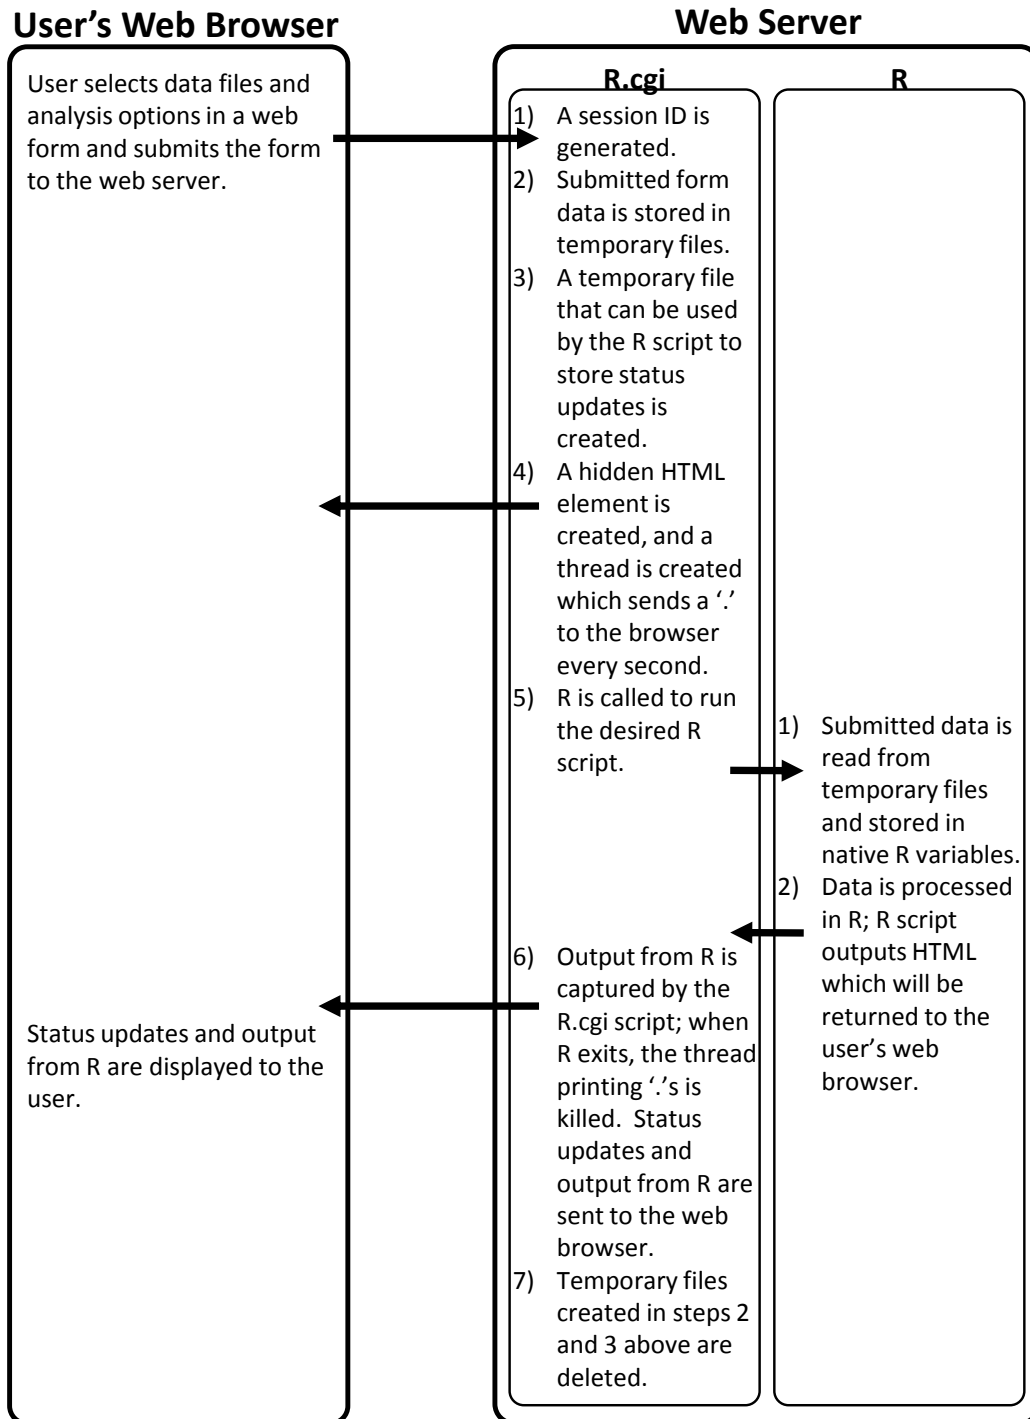 User's Web Browser
User selects data files and
analysis options in a web
form and submits the form
to the web server.
Status updates and output
from R are displayed to the
user.
Web Server
R.cgi
1) A session ID is
generated.
2) Submitted form
data is stored in
temporary files.
3) A temporary file
that can be used
by the R script to
store status
updates is
created.
4) A hidden HTML
element is
created, and a
thread is created
which sends a ‘.’
to the browser
every second.
5) R is called to run
the desired R
script.
6) Output from R is
captured by the
R.cgi script; when
R exits, the thread
printing ‘.’s is
killed.  Status
updates and
output from R are
sent to the web
browser.
7) Temporary files
created in steps 2
and 3 above are
deleted.
R
1) Submitted data is
read from
temporary files
and stored in
native R variables.
2) Data is processed
in R; R script
outputs HTML
which will be
returned to the
user’s web
browser.